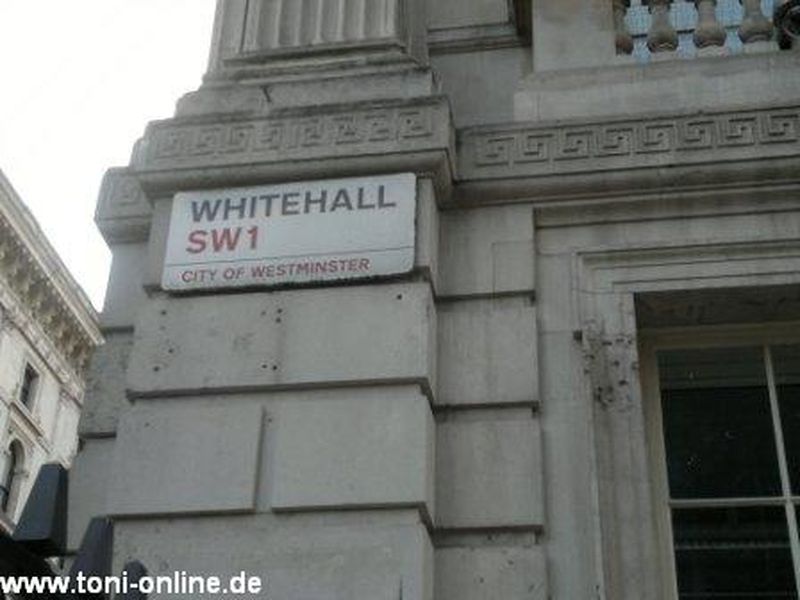 WHITEHALL
SW1
CITY OF WESTMINSTER
www.toni-online.de